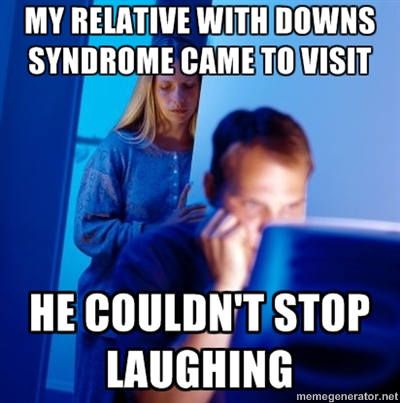 MY RELATIVE WITH DOWNS
SYNDROME CAME TO VISIT
HE COULDN'T STOP
LAUGHING
memegenerator.net